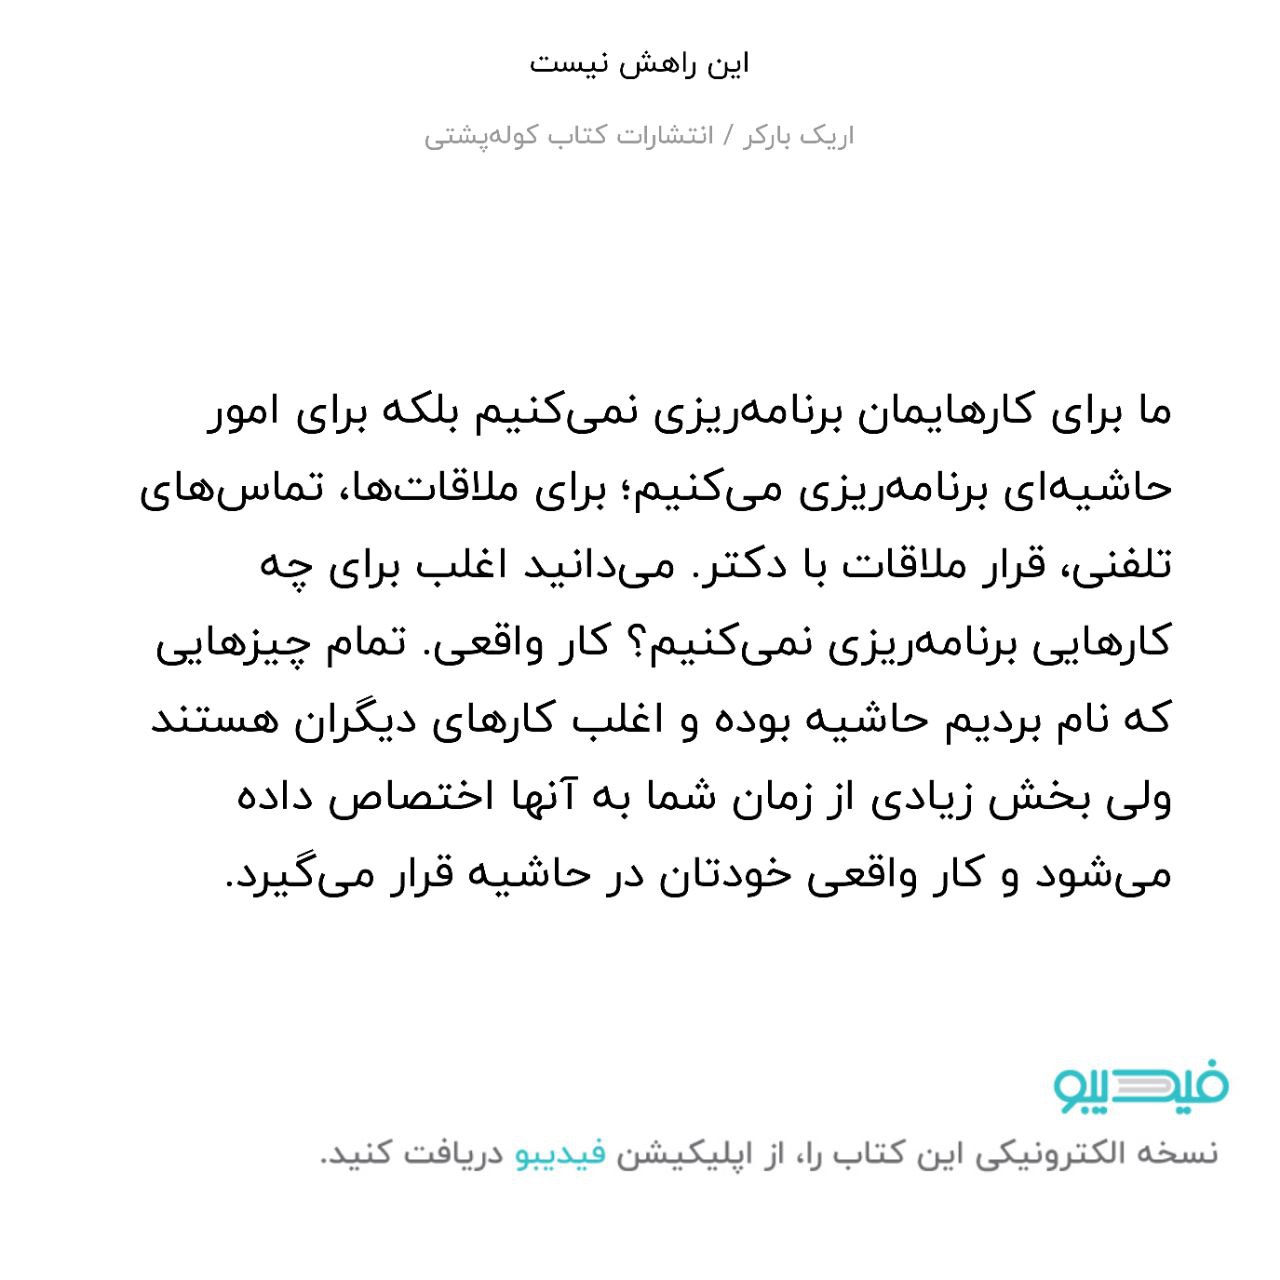 این راهش نیست
اریک بارکر / انتشارات کتاب کوله‌پشتی
ما برای کارهایمان برنامه‌ریزی نمی‌کنیم بلکه برای امور
حاشیه‌ای برنامه‌ریزی می‌کنیم؛ برای ملاقات‌ها، تماس‌های
تلفنی، قرار ملاقات با دکتر. می‌دانید اغلب برای چه
کارهایی برنامه‌ریزی نمی‌کنیم؟ کار واقعی. تمام چیزهایی
که نام بردیم حاشیه بوده و اغلب کارهای دیگران هستند
ولی بخش زیادی از زمان شما به آنها اختصاص داده
می‌شود و کار واقعی خودتان در حاشیه قرار می‌گیرد.
فیدیبو
نسخه الکترونیکی این کتاب را، از اپلیکیشن فیدیبو دریافت کنید.